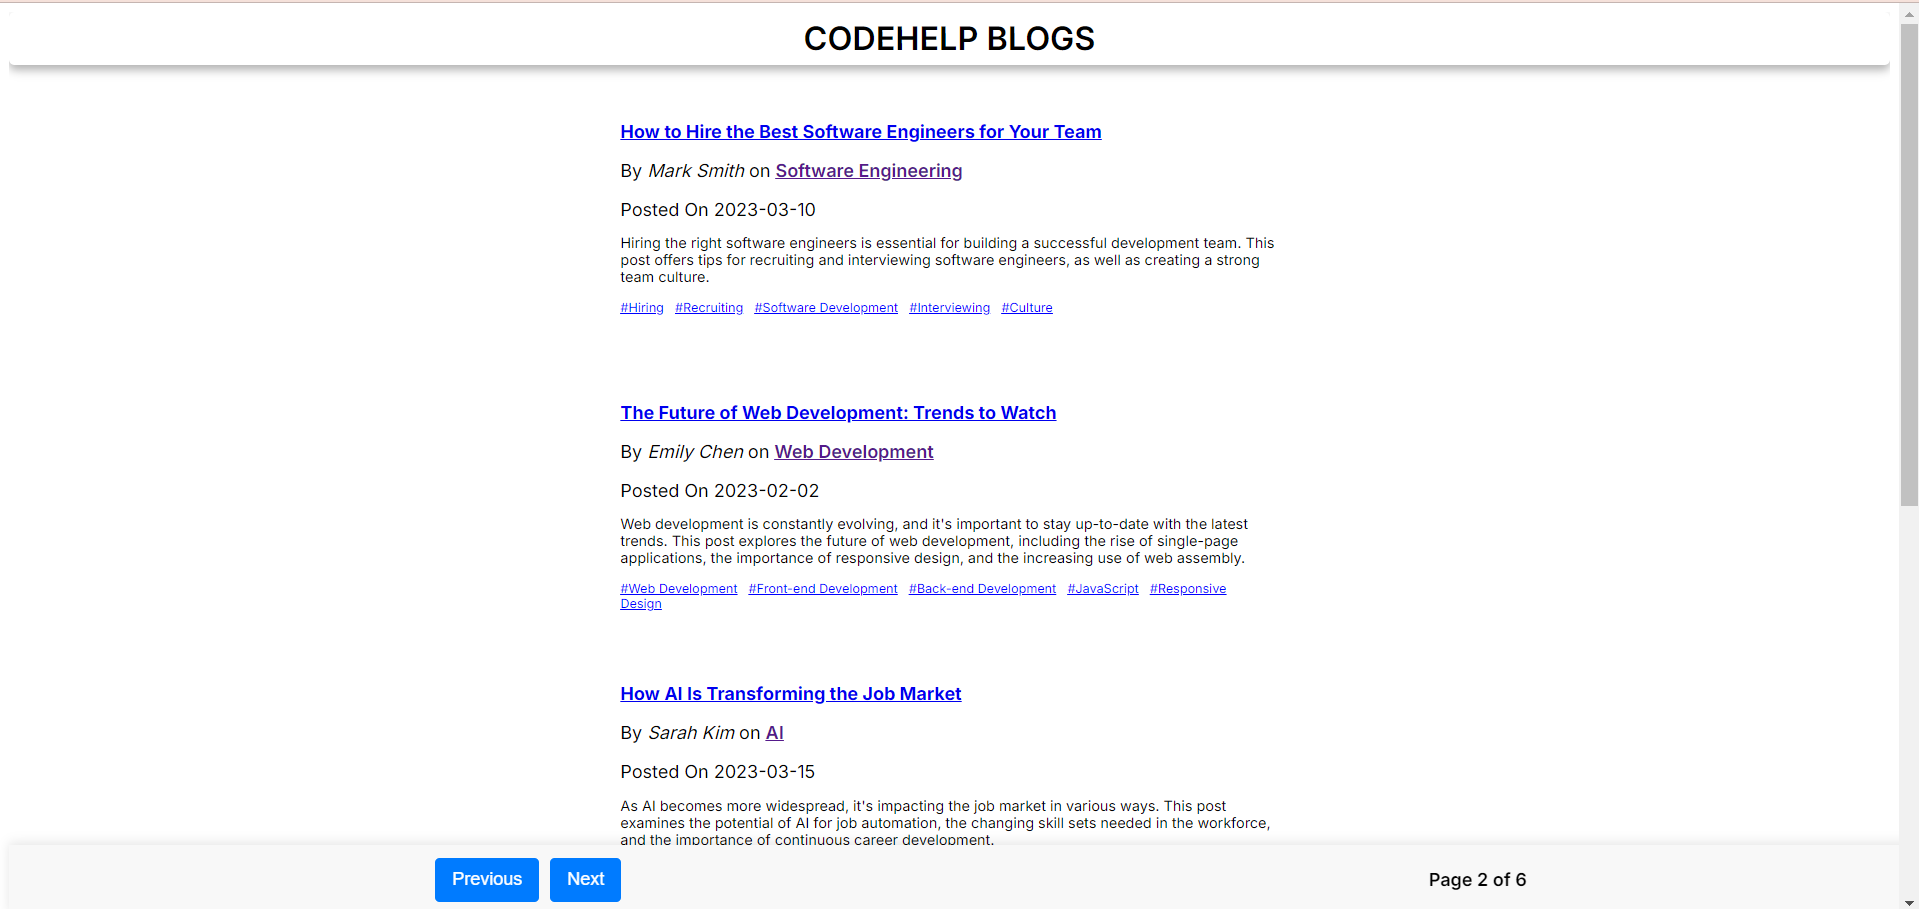 CODEHELP BLOGS
How to Hire the Best Software Engineers for Your Team
By Mark Smith on Software Engineering
Posted On 2023-03-10
Hiring the right software engineers is essential for building a successful development team. This
post offers tips for recruiting and interviewing software engineers, as well as creating a strong
team culture.
#Hiring #Recruiting #Software Development #Interviewing #Culture
The Future of Web Development: Trends to Watch
By Emily Chen on Web Development
Posted On 2023-02-02
Web development is constantly evolving, and it's important to stay up-to-date with the latest
trends. This post explores the future of web development, including the rise of single-page
applications, the importance of responsive design, and the increasing use of web assembly.
#Web Development #Front-end Development #Back-end Development #JavaScript #Responsive
Design
How AI Is Transforming the Job Market
By Sarah Kim on AI
Posted On 2023-03-15
As AI becomes more widespread, it's impacting the job market in various ways. This post
examines the potential of AI for job automation, the changing skill sets needed in the workforce,
and the importance of continuous career development.
Previous Next Page 2 of 6